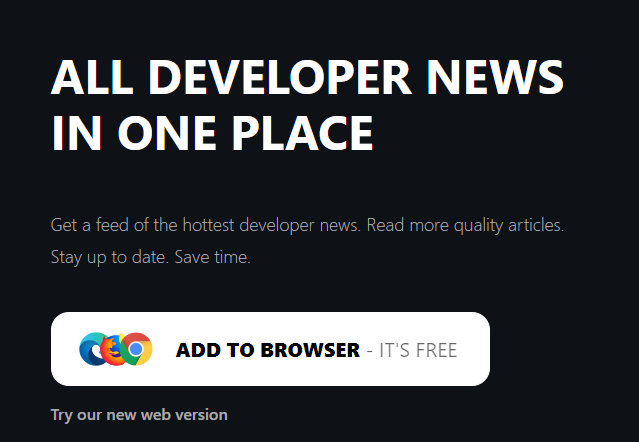 ALL DEVELOPER NEWS
IN ONE PLACE
Get a feed of the hottest developer news. Read more quality articles.
Stay up to date. Save time.
ADD TO BROWSER - IT'S FREE
Try our new web version